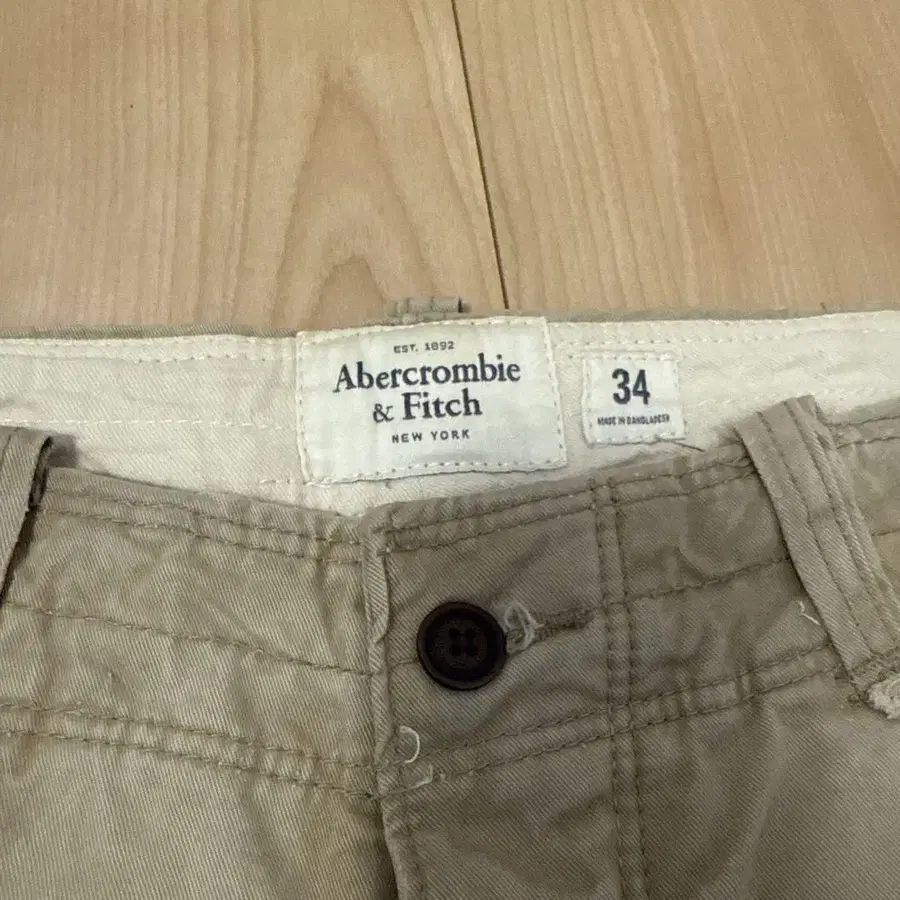 EST. 1892
Abercrombie
& Fitch
NEW YORK
34
MADE IN BANGLADESH